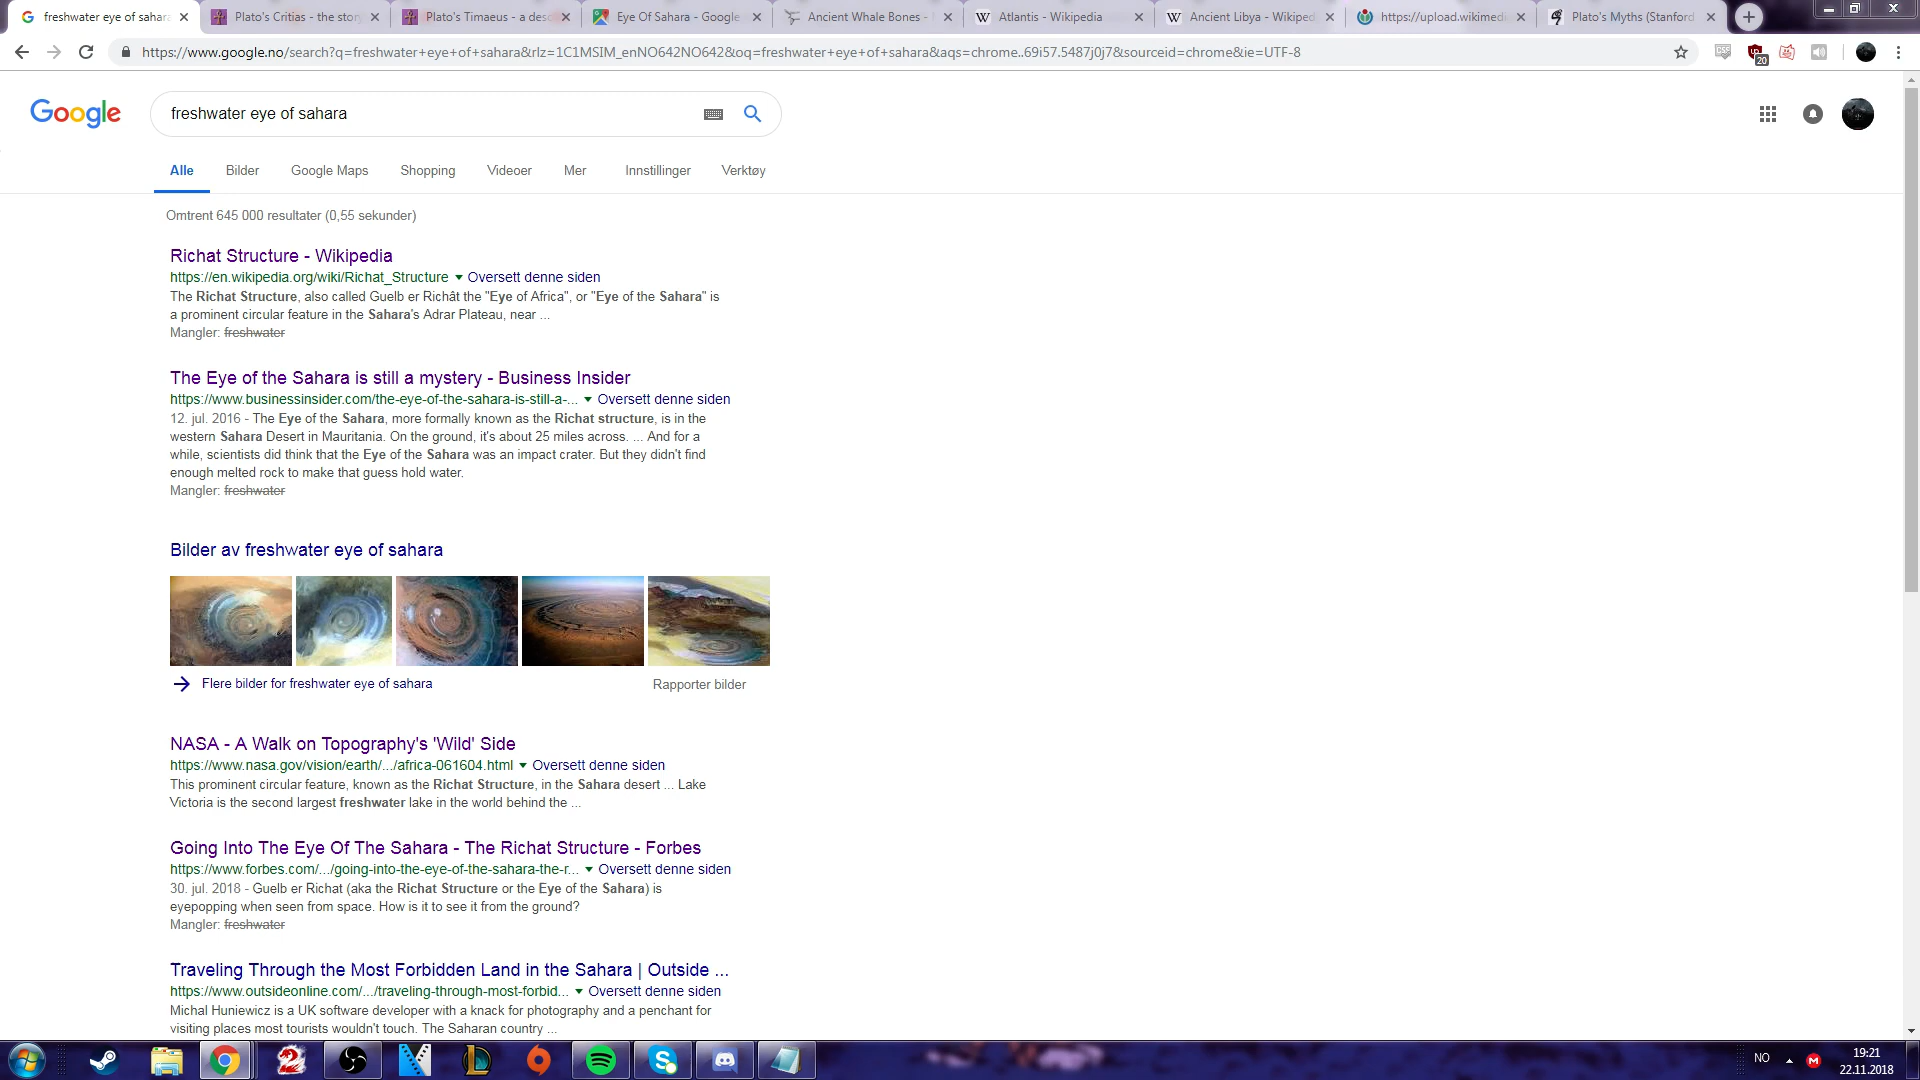 freshwater eye of sahara
Plato's Critias - the story
Plato's Timaeus - a desc
Eye Of Sahara - Google
Ancient Whale Bones -
Atlantis - Wikipedia
Ancient Libya - Wikiped
https://upload.wikimedi
Plato's Myths (Stanford
https://www.google.no/search?q=freshwater+eye+of+sahara&rlz=1C1MSIM_enNO642NO642&oq=freshwater+eye+of+sahara&aqs=chrome..69i57.5487j0j7&sourceid=chrome&ie=UTF-8
20
Google
freshwater eye of sahara
Alle Bilder Google Maps Shopping Videoer Mer Innstillinger Verktøy
Omtrent 645 000 resultater (0,55 sekunder)
Richat Structure - Wikipedia
https://en.wikipedia.org/wiki/Richat_Structure Oversett denne siden
The Richat Structure, also called Guelb er Richât the "Eye of Africa", or "Eye of the Sahara" is
a prominent circular feature in the Sahara's Adrar Plateau, near ...
Mangler: freshwater
The Eye of the Sahara is still a mystery - Business Insider
https://www.businessinsider.com/the-eye-of-the-sahara-is-still-a-... Oversett denne siden
12. jul. 2016 - The Eye of the Sahara, more formally known as the Richat structure, is in the
western Sahara Desert in Mauritania. On the ground, it's about 25 miles across. ... And for a
while, scientists did think that the Eye of the Sahara was an impact crater. But they didn't find
enough melted rock to make that guess hold water.
Mangler: freshwater
Bilder av freshwater eye of sahara
Flere bilder for freshwater eye of sahara
Rapporter bilder
NASA - A Walk on Topography's 'Wild' Side
https://www.nasa.gov/vision/earth/.../africa-061604.html Oversett denne siden
This prominent circular feature, known as the Richat Structure, in the Sahara desert ... Lake
Victoria is the second largest freshwater lake in the world behind the ...
Going Into The Eye Of The Sahara - The Richat Structure - Forbes
https://www.forbes.com/.../going-into-the-eye-of-the-sahara-the-r... Oversett denne siden
30. jul. 2018 - Guelb er Richat (aka the Richat Structure or the Eye of the Sahara) is
eyepopping when seen from space. How is it to see it from the ground?
Mangler: freshwater
Traveling Through the Most Forbidden Land in the Sahara | Outside ...
https://www.outsideonline.com/.../traveling-through-most-forbid... Oversett denne siden
Michal Huniewicz is a UK software developer with a knack for photography and a penchant for
visiting places most tourists wouldn't touch. The Saharan country ...
NO
19:21
22.11.2018